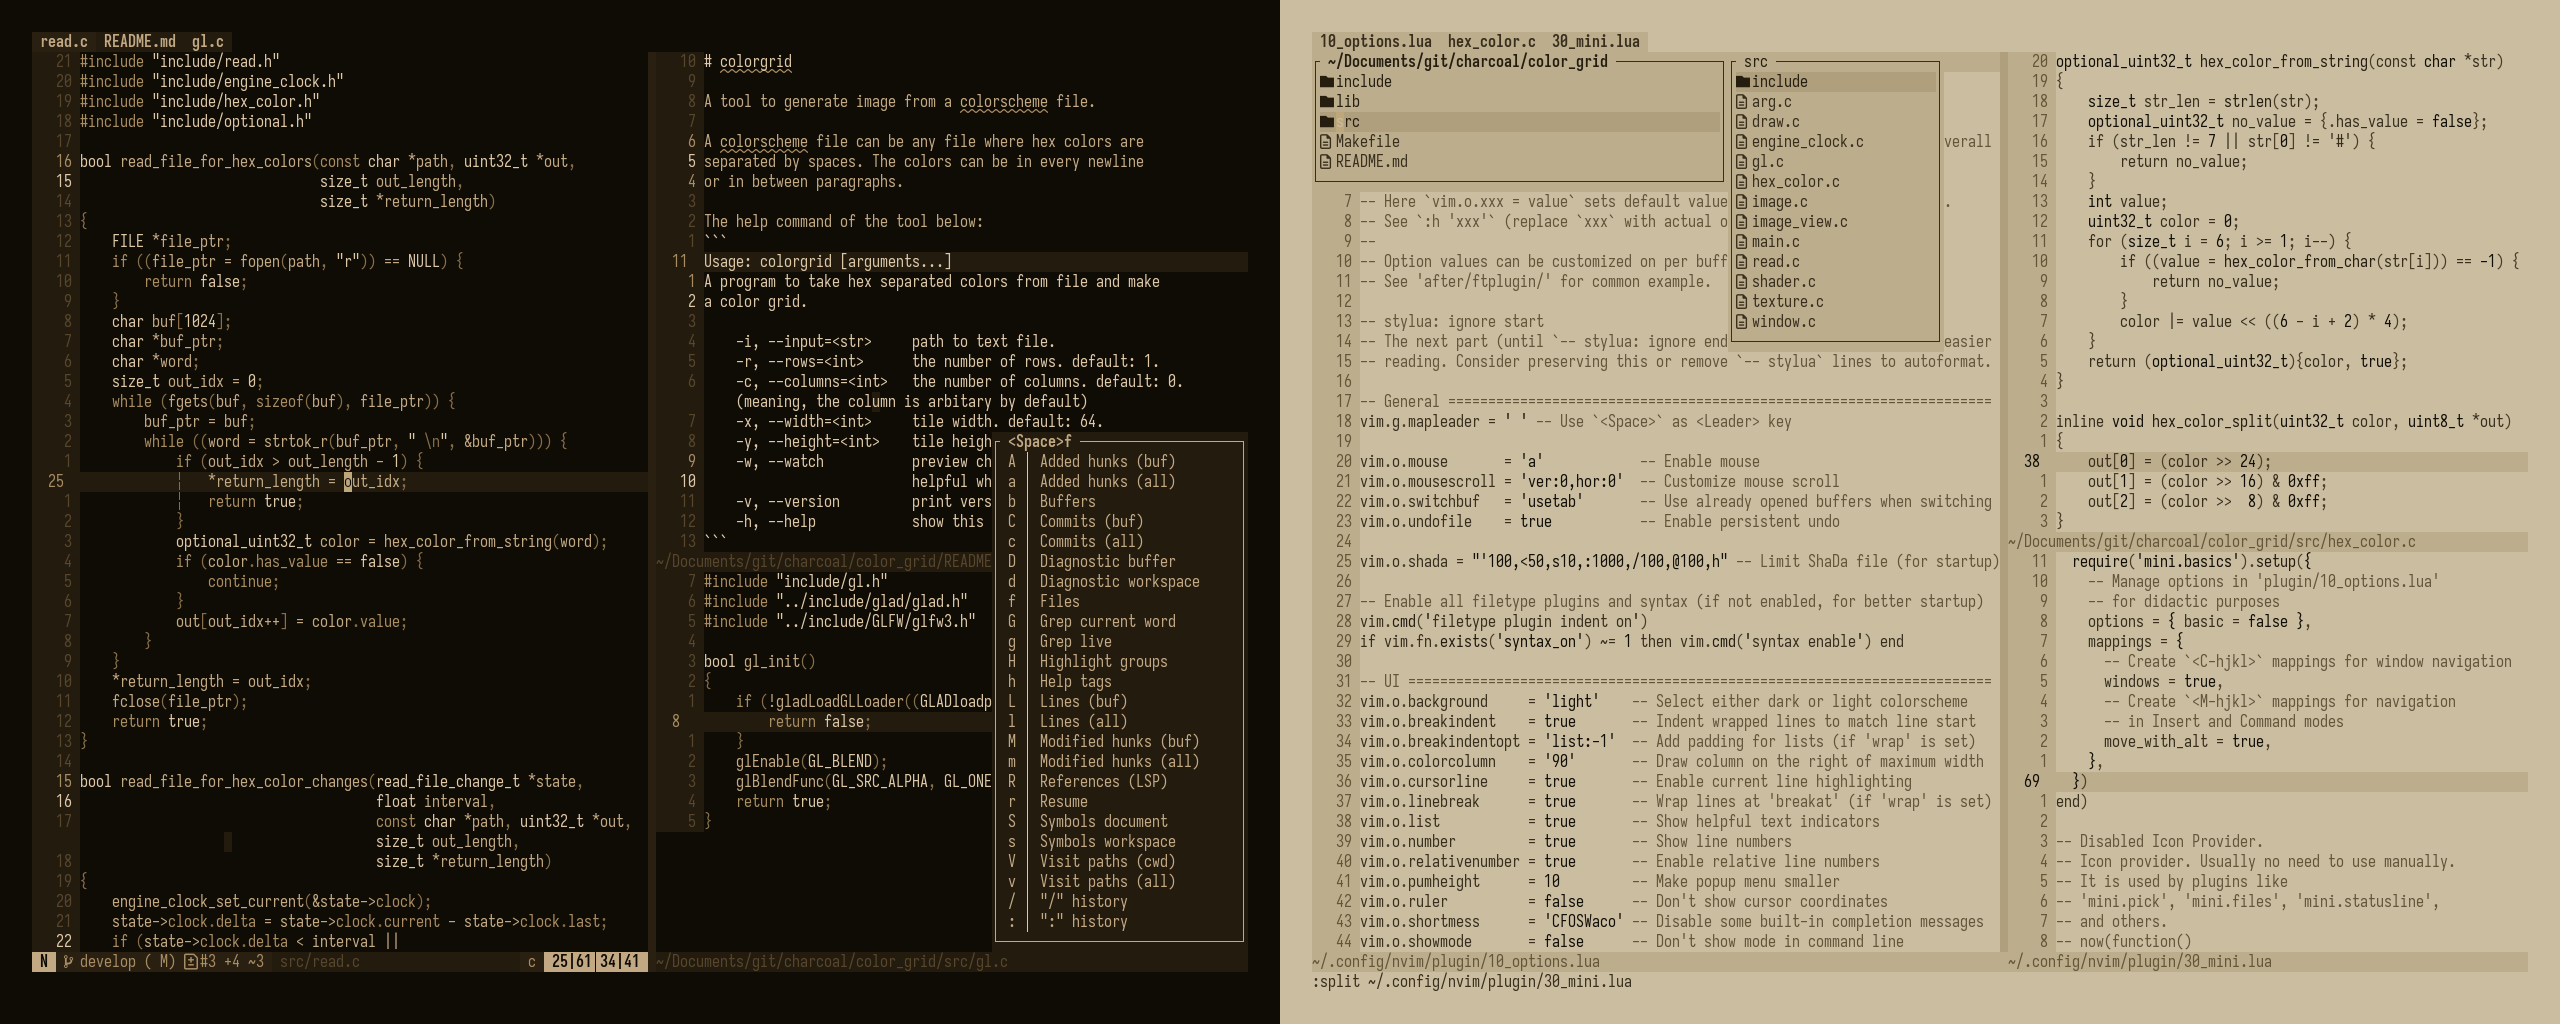 read.c  README.md  gl.c
21 #include "include/read.h"
20 #include "include/engine_clock.h"
19 #include "include/hex_color.h"
18 #include "include/optional.h"
17
16 bool read_file_for_hex_colors(const char *path, uint32_t *out,
15                               size_t out_length,
14                               size_t *return_length)
13 {
12     FILE *file_ptr;
11     if ((file_ptr = fopen(path, "r")) == NULL) {
10         return false;
9     }
8     char buf[1024];
7     char *buf_ptr;
6     char *word;
5     size_t out_idx = 0;
4     while (fgets(buf, sizeof(buf), file_ptr)) {
3         buf_ptr = buf;
2         while ((word = strtok_r(buf_ptr, " \n", &buf_ptr))) {
1             if (out_idx > out_length - 1) {
25                *return_length = out_idx;
1                 return true;
2             }
3             optional_uint32_t color = hex_color_from_string(word);
4             if (color.has_value == false) {
5                 continue;
6             }
7             out[out_idx++] = color.value;
8         }
9     }
10     *return_length = out_idx;
11     fclose(file_ptr);
12     return true;
13 }
14
15 bool read_file_for_hex_color_changes(read_file_change_t *state,
16                                      float interval,
17                                      const char *path, uint32_t *out,
                                     size_t out_length,
18                                      size_t *return_length)
19 {
20     engine_clock_set_current(&state->clock);
21     state->clock.delta = state->clock.current - state->clock.last;
22     if (state->clock.delta < interval ||
N  develop ( M) #3 +4 ~3  src/read.c  c  25|61 34|41
10 # colorgrid
9
8 A tool to generate image from a colorscheme file.
7
6 A colorscheme file can be any file where hex colors are
5 separated by spaces. The colors can be in every newline
4 or in between paragraphs.
3
2 The help command of the tool below:
1 ```
11 Usage: colorgrid [arguments...]
1 A program to take hex separated colors from file and make
2 a color grid.
3
4     -i, --input=<str>     path to text file.
5     -r, --rows=<int>      the number of rows. default: 1.
6     -c, --columns=<int>   the number of columns. default: 0.
    (meaning, the column is arbitary by default)
7     -x, --width=<int>     tile width. default: 64.
8     -y, --height=<int>    tile heigh
9     -w, --watch           preview ch
10                          helpful wh
11     -v, --version         print vers
12     -h, --help            show this
13 ```
~/Documents/git/charcoal/color_grid/README
7 #include "include/gl.h"
6 #include "../include/glad/glad.h"
5 #include "../include/GLFW/glfw3.h"
4
3 bool gl_init()
2 {
1     if (!gladLoadGLLoader((GLADloadp
8         return false;
1     }
2     glEnable(GL_BLEND);
3     glBlendFunc(GL_SRC_ALPHA, GL_ONE
4     return true;
5 }
~/Documents/git/charcoal/color_grid/src/gl.c
<Space>f
A │ Added hunks (buf)
a │ Added hunks (all)
b │ Buffers
C │ Commits (buf)
c │ Commits (all)
D │ Diagnostic buffer
d │ Diagnostic workspace
f │ Files
G │ Grep current word
g │ Grep live
H │ Highlight groups
h │ Help tags
L │ Lines (buf)
l │ Lines (all)
M │ Modified hunks (buf)
m │ Modified hunks (all)
R │ References (LSP)
r │ Resume
S │ Symbols document
s │ Symbols workspace
V │ Visit paths (cwd)
v │ Visit paths (all)
/ │ "/" history
: │ ":" history
10_options.lua  hex_color.c  30_mini.lua
~/Documents/git/charcoal/color_grid
include
lib
src
Makefile
README.md
src
include
arg.c
draw.c
engine_clock.c
gl.c
hex_color.c
image.c
image_view.c
main.c
read.c
shader.c
texture.c
window.c
verall
7 -- Here `vim.o.xxx = value` sets default value .
8 -- See `:h 'xxx'` (replace `xxx` with actual o
9 --
10 -- Option values can be customized on per buff
11 -- See 'after/ftplugin/' for common example.
12
13 -- stylua: ignore start
14 -- The next part (until `-- stylua: ignore end easier
15 -- reading. Consider preserving this or remove `-- stylua` lines to autoformat.
16
17 -- General ====================================================================
18 vim.g.mapleader = ' ' -- Use `<Space>` as <Leader> key
19
20 vim.o.mouse       = 'a'            -- Enable mouse
21 vim.o.mousescroll = 'ver:0,hor:0'  -- Customize mouse scroll
22 vim.o.switchbuf   = 'usetab'       -- Use already opened buffers when switching
23 vim.o.undofile    = true           -- Enable persistent undo
24
25 vim.o.shada = "'100,<50,s10,:1000,/100,@100,h" -- Limit ShaDa file (for startup)
26
27 -- Enable all filetype plugins and syntax (if not enabled, for better startup)
28 vim.cmd('filetype plugin indent on')
29 if vim.fn.exists('syntax_on') ~= 1 then vim.cmd('syntax enable') end
30
31 -- UI =========================================================================
32 vim.o.background     = 'light'    -- Select either dark or light colorscheme
33 vim.o.breakindent    = true       -- Indent wrapped lines to match line start
34 vim.o.breakindentopt = 'list:-1'  -- Add padding for lists (if 'wrap' is set)
35 vim.o.colorcolumn    = '90'       -- Draw column on the right of maximum width
36 vim.o.cursorline     = true       -- Enable current line highlighting
37 vim.o.linebreak      = true       -- Wrap lines at 'breakat' (if 'wrap' is set)
38 vim.o.list           = true       -- Show helpful text indicators
39 vim.o.number         = true       -- Show line numbers
40 vim.o.relativenumber = true       -- Enable relative line numbers
41 vim.o.pumheight      = 10         -- Make popup menu smaller
42 vim.o.ruler          = false      -- Don't show cursor coordinates
43 vim.o.shortmess      = 'CFOSWaco' -- Disable some built-in completion messages
44 vim.o.showmode       = false      -- Don't show mode in command line
~/.config/nvim/plugin/10_options.lua
:split ~/.config/nvim/plugin/30_mini.lua
20 optional_uint32_t hex_color_from_string(const char *str)
19 {
18     size_t str_len = strlen(str);
17     optional_uint32_t no_value = {.has_value = false};
16     if (str_len != 7 || str[0] != '#') {
15         return no_value;
14     }
13     int value;
12     uint32_t color = 0;
11     for (size_t i = 6; i >= 1; i--) {
10         if ((value = hex_color_from_char(str[i])) == -1) {
9             return no_value;
8         }
7         color |= value << ((6 - i + 2) * 4);
6     }
5     return (optional_uint32_t){color, true};
4 }
3
2 inline void hex_color_split(uint32_t color, uint8_t *out)
1 {
38     out[0] = (color >> 24);
1     out[1] = (color >> 16) & 0xff;
2     out[2] = (color >>  8) & 0xff;
3 }
~/Documents/git/charcoal/color_grid/src/hex_color.c
11   require('mini.basics').setup({
10     -- Manage options in 'plugin/10_options.lua'
9     -- for didactic purposes
8     options = { basic = false },
7     mappings = {
6       -- Create `<C-hjkl>` mappings for window navigation
5       windows = true,
4       -- Create `<M-hjkl>` mappings for navigation
3       -- in Insert and Command modes
2       move_with_alt = true,
1     },
69   })
1 end)
2
3 -- Disabled Icon Provider.
4 -- Icon provider. Usually no need to use manually.
5 -- It is used by plugins like
6 -- 'mini.pick', 'mini.files', 'mini.statusline',
7 -- and others.
8 -- now(function()
~/.config/nvim/plugin/30_mini.lua